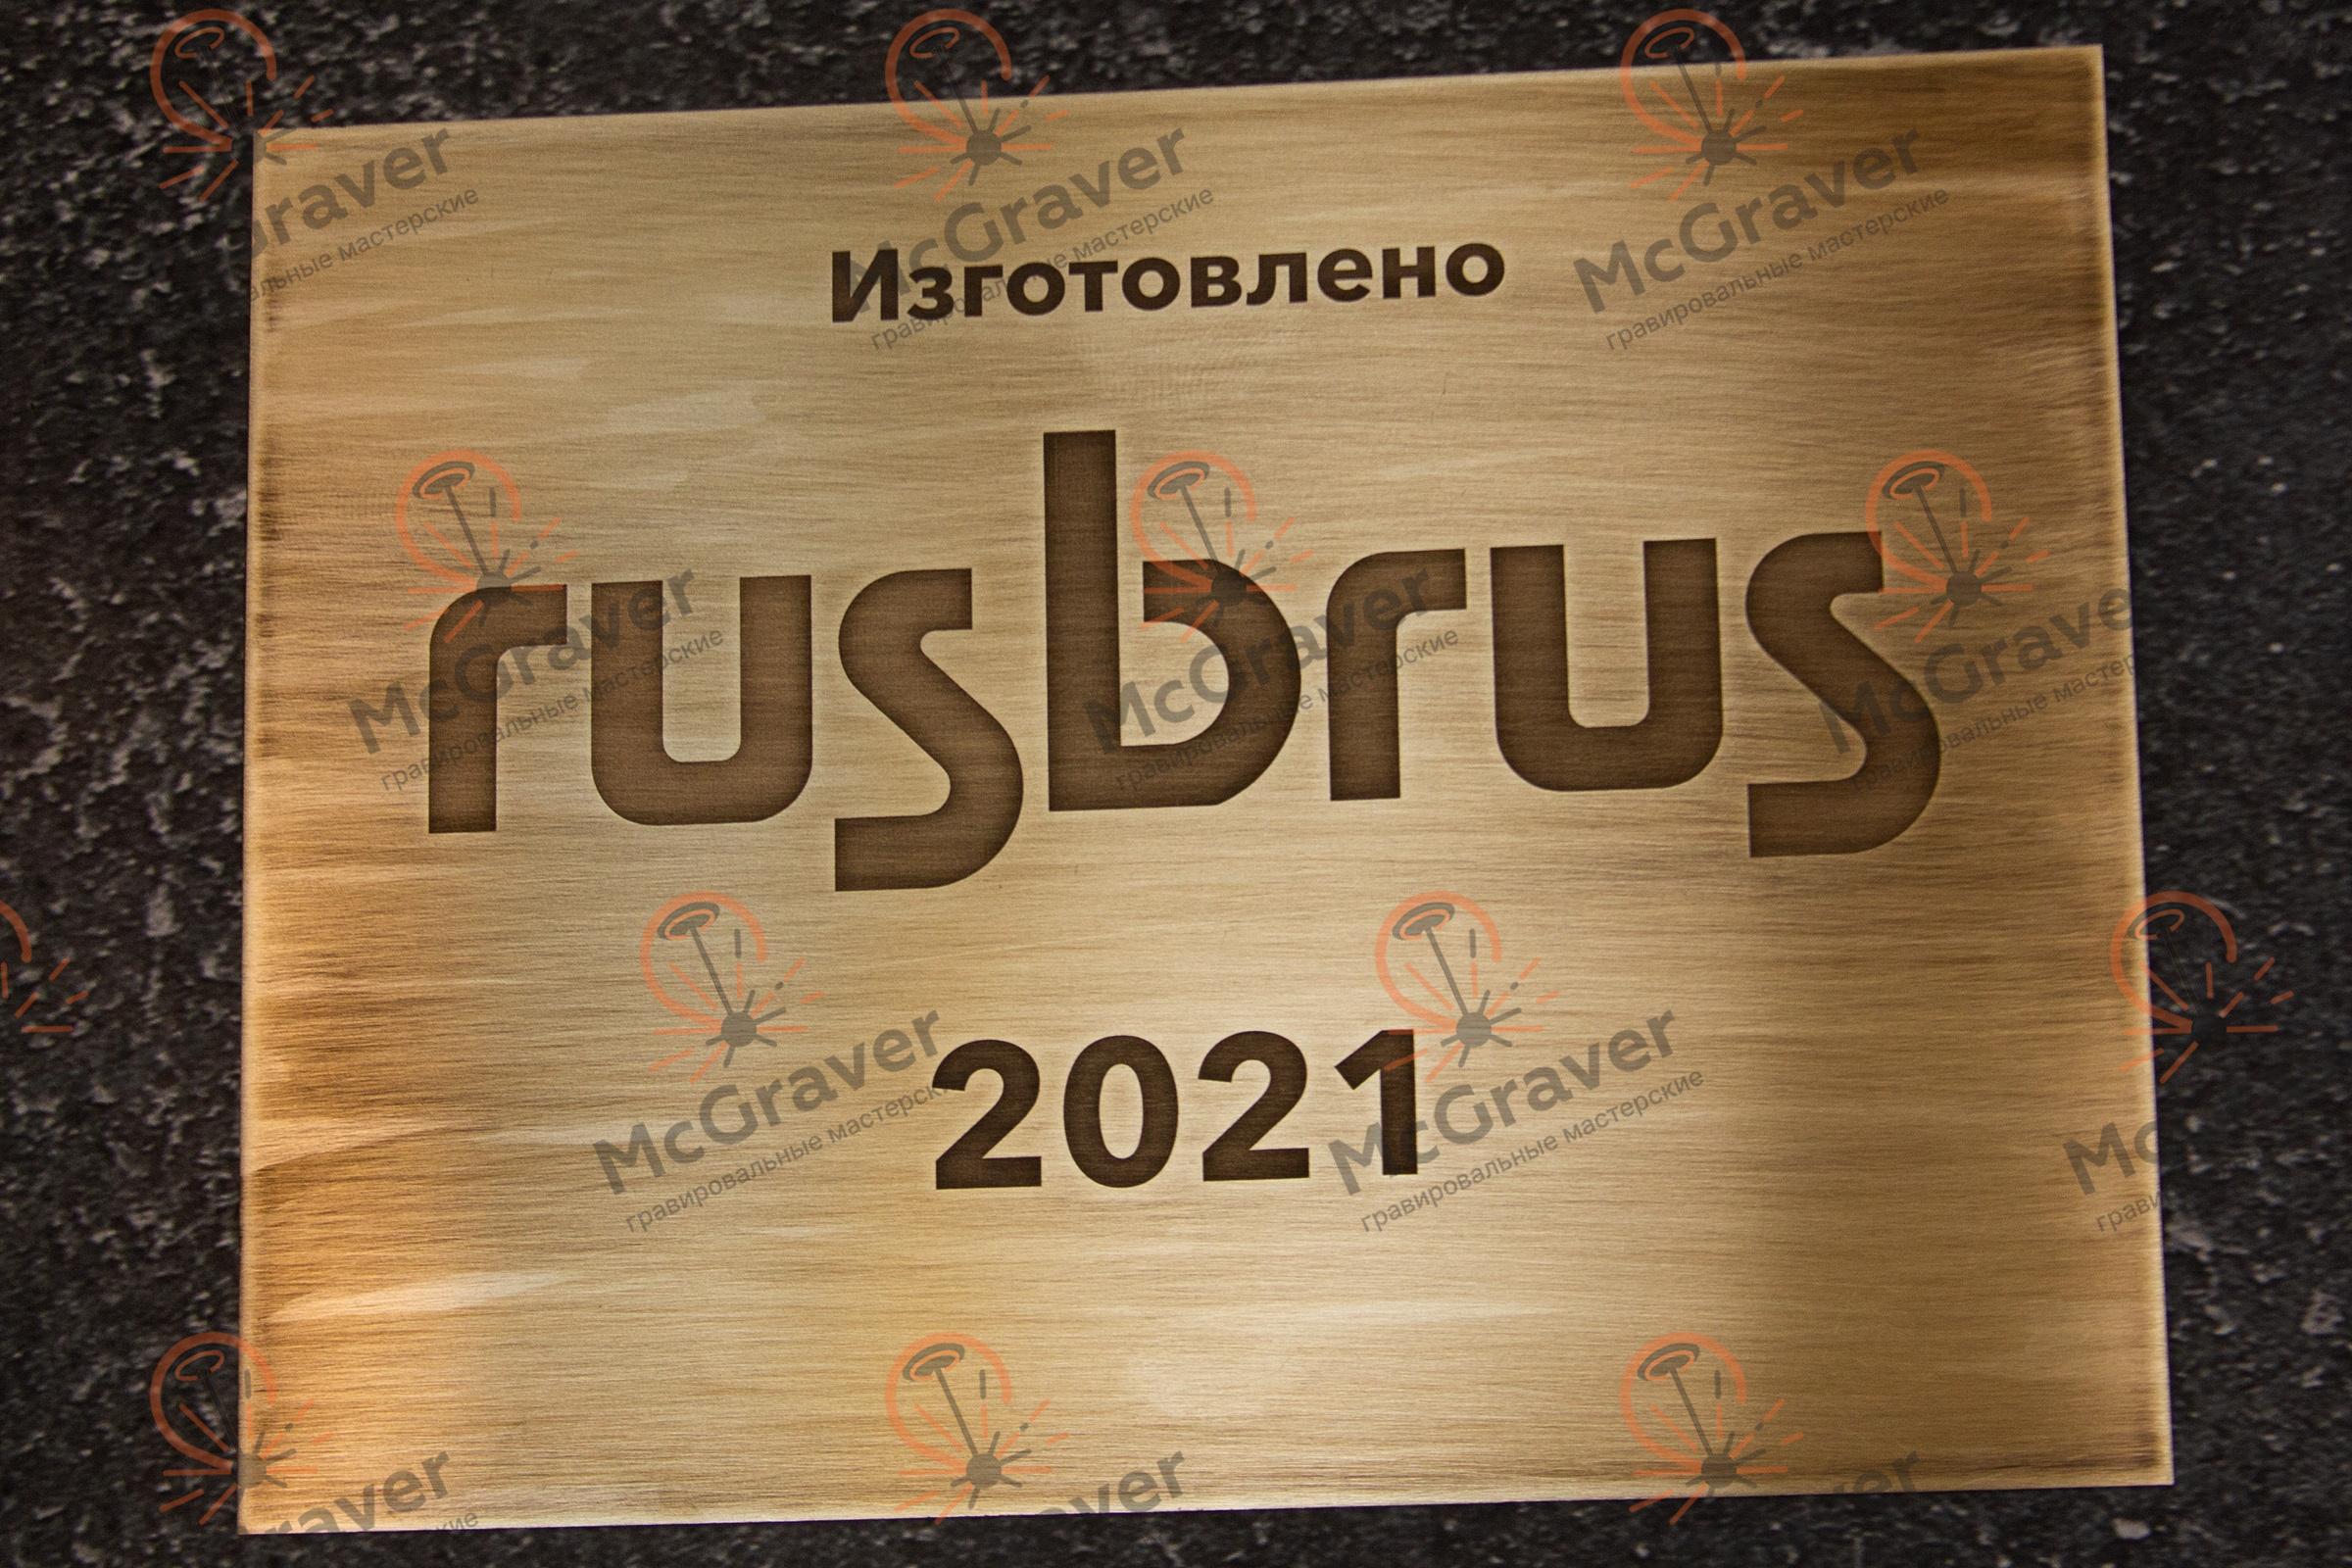 Изготовлено
rusbrus
2021
McGraver
гравировальные мастерские